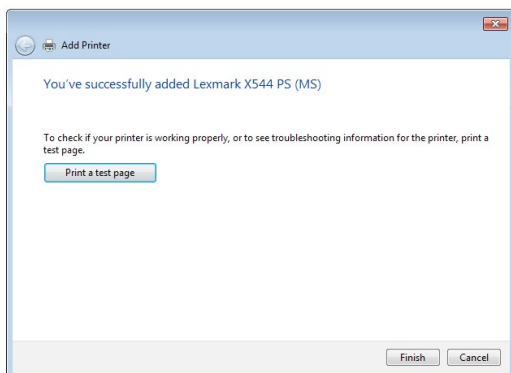 Add Printer
You've successfully added Lexmark X544 PS (MS)
To check if your printer is working properly, or to see troubleshooting information for the printer, print a
test page.
Print a test page
Finish Cancel